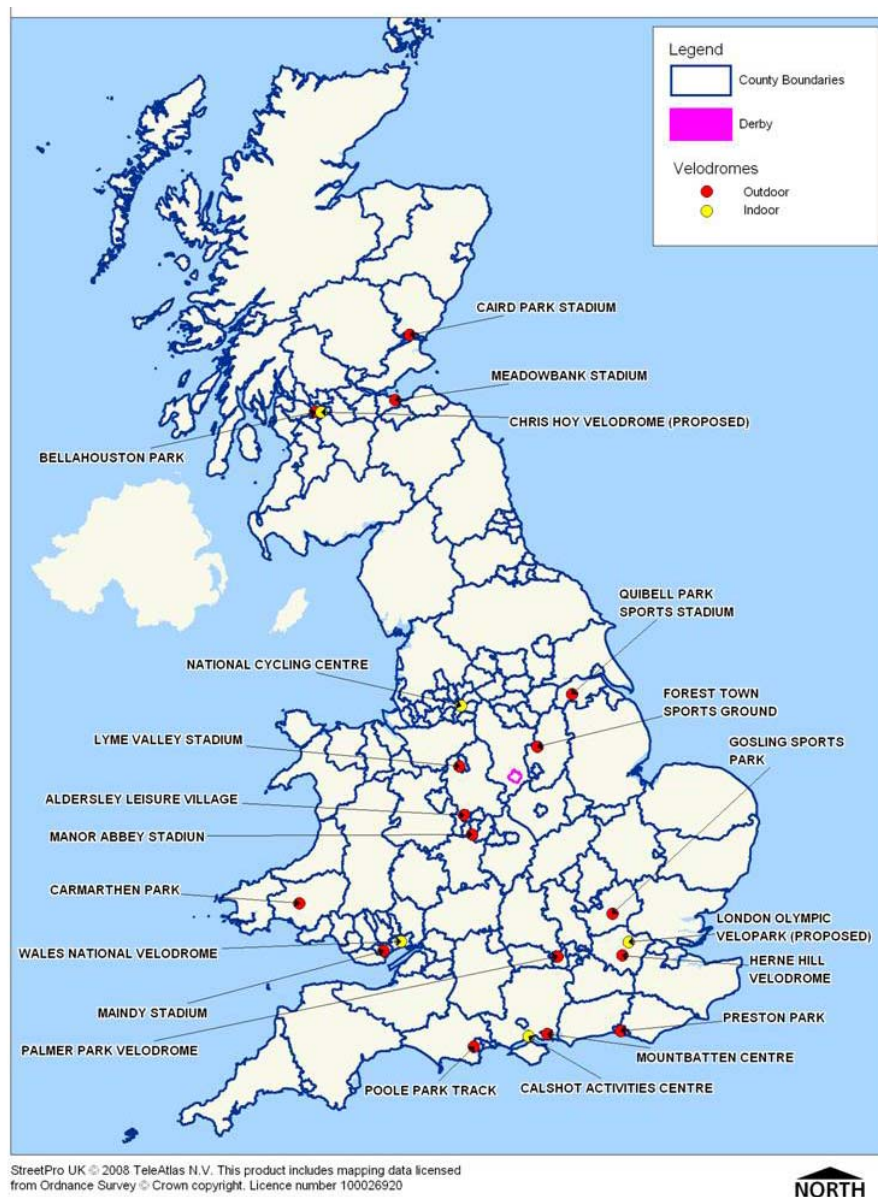 Legend
County Boundaries
Derby
Velodromes
Outdoor
Indoor
CAIRD PARK STADIUM
MEADOWBANK STADIUM
CHRIS HOY VELODROME (PROPOSED)
BELLAHOUSTON PARK
QUIBELL PARK
SPORTS STADIUM
NATIONAL CYCLING CENTRE
FOREST TOWN
SPORTS GROUND
LYME VALLEY STADIUM
GOSLING SPORTS
PARK
ALDERSLEY LEISURE VILLAGE
MANOR ABBEY STADIUN
CARMARTHEN PARK
LONDON OLYMPIC
VELOPARK (PROPOSED)
WALES NATIONAL VELODROME
HERNE HILL
VELODROME
MAINDY STADIUM
PRESTON PARK
PALMER PARK VELODROME
MOUNTBATTEN CENTRE
POOLE PARK TRACK
CALSHOT ACTIVITIES CENTRE
StreetPro UK © 2008 TeleAtlas N.V. This product includes mapping data licensed
from Ordnance Survey © Crown copyright. Licence number 100026920
NORTH